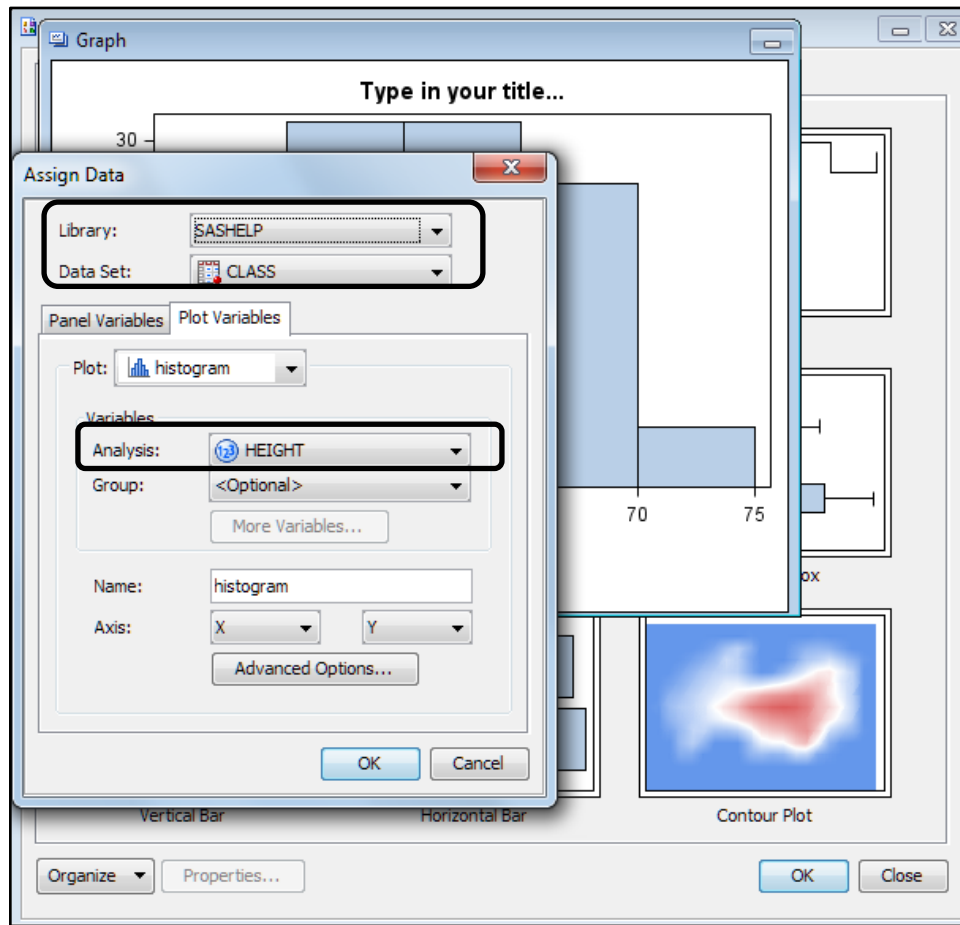 Graph
Type in your title...
30
Assign Data
Library: SASHELP
Data Set: CLASS
Panel Variables Plot Variables
Plot: histogram
Variables
Analysis: 123 HEIGHT
Group: <Optional>
More Variables...
70 75
Name: histogram
ox
Axis: X Y
Advanced Options...
OK Cancel
Vertical Bar Horizontal Bar Contour Plot
Organize Properties... OK Close